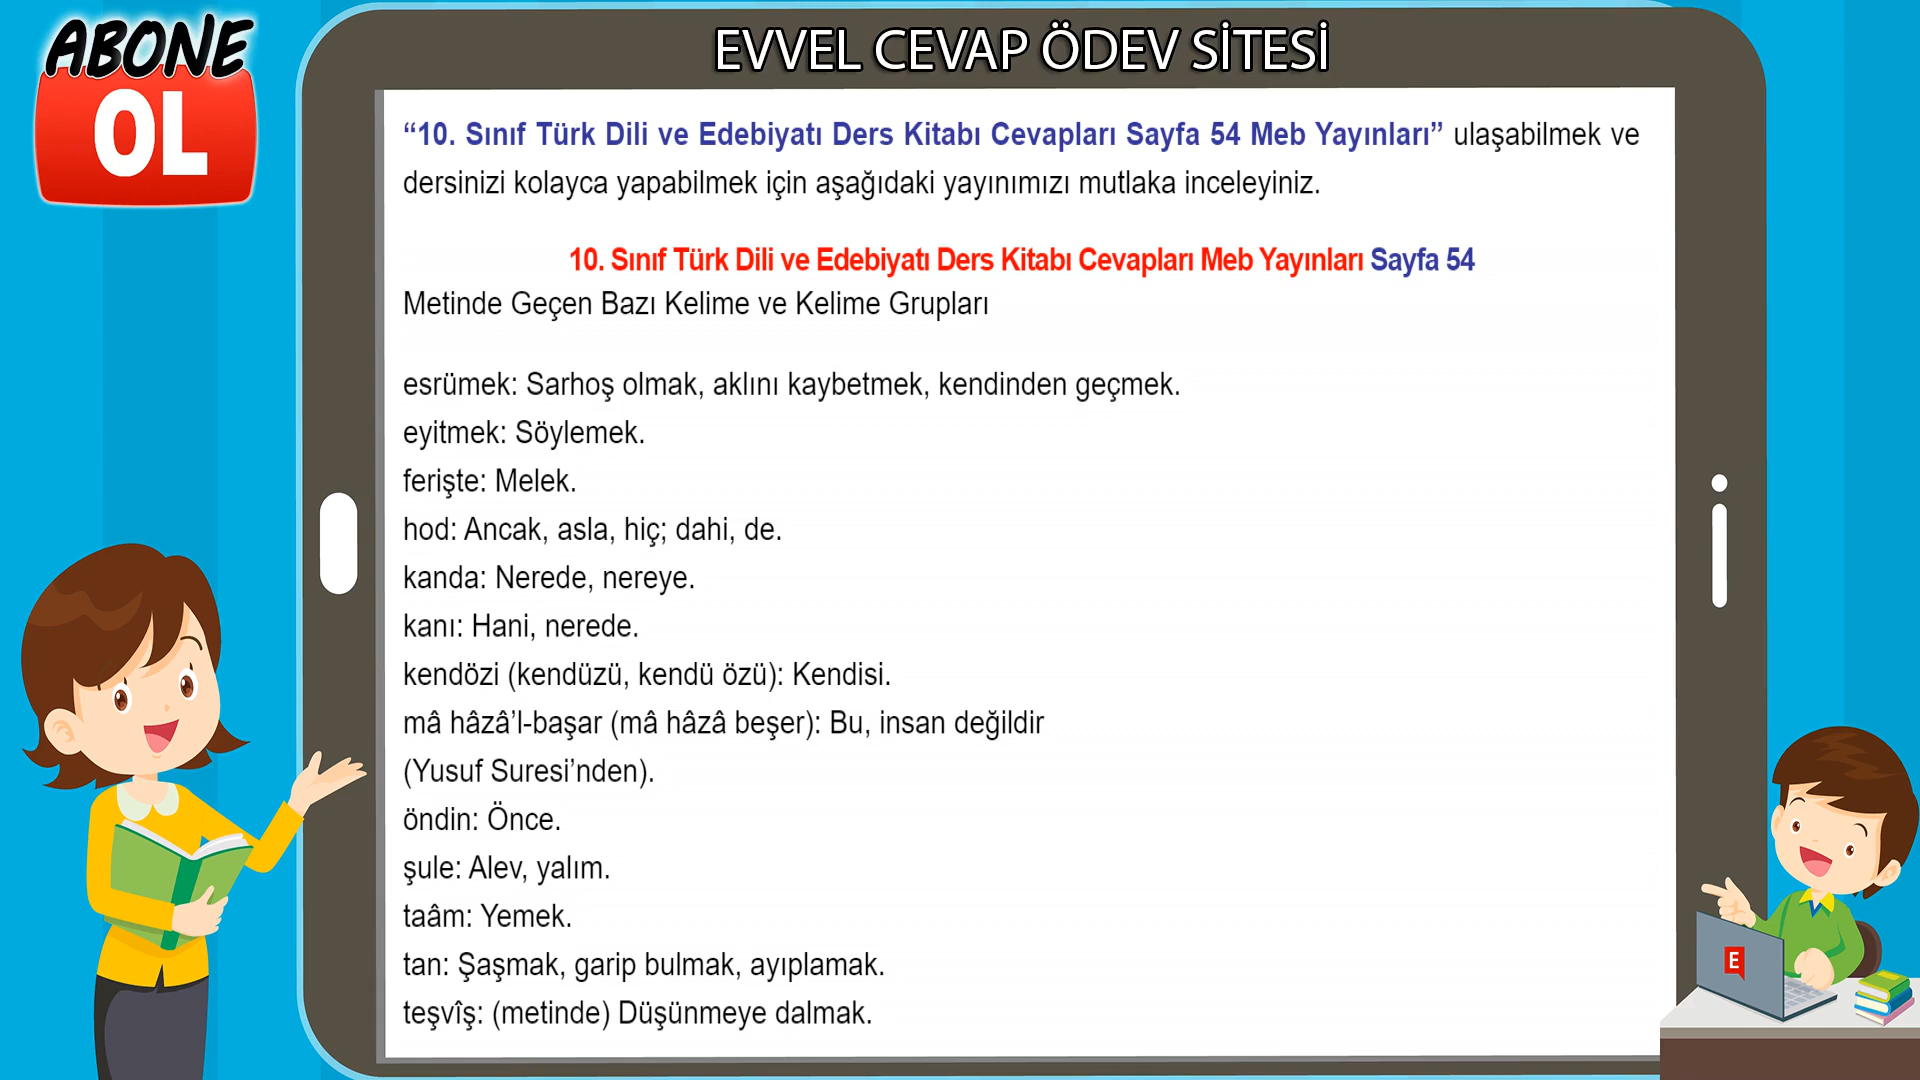 ABONE
OL
EVVEL CEVAP ÖDEV SİTESİ
“10. Sınıf Türk Dili ve Edebiyatı Ders Kitabı Cevapları Sayfa 54 Meb Yayınları” ulaşabilmek ve
dersinizi kolayca yapabilmek için aşağıdaki yayınımızı mutlaka inceleyiniz.
10. Sınıf Türk Dili ve Edebiyatı Ders Kitabı Cevapları Meb Yayınları Sayfa 54
Metinde Geçen Bazı Kelime ve Kelime Grupları
esrümek: Sarhoş olmak, aklını kaybetmek, kendinden geçmek.
eyitmek: Söylemek.
ferişte: Melek.
hod: Ancak, asla, hiç; dahi, de.
kanda: Nerede, nereye.
kanı: Hani, nerede.
kendözi (kendüzü, kendü özü): Kendisi.
mâ hâzâ’l-başar (mâ hâzâ beşer): Bu, insan değildir
(Yusuf Suresi’nden).
öndin: Önce.
şule: Alev, yalım.
taâm: Yemek.
tan: Şaşmak, garip bulmak, ayıplamak.
teşvîş: (metinde) Düşünmeye dalmak.
E